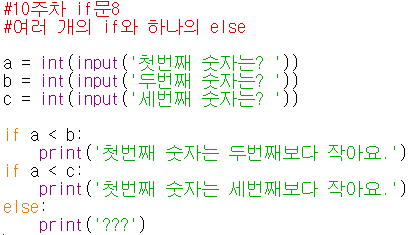 #10주차 if문8
#여러 개의 if와 하나의 else
a = int(input('첫번째 숫자는? '))
b = int(input('두번째 숫자는? '))
c = int(input('세번째 숫자는? '))
if a < b:
    print('첫번째 숫자는 두번째보다 작아요.')
if a < c:
    print('첫번째 숫자는 세번째보다 작아요.')
else:
    print('???')